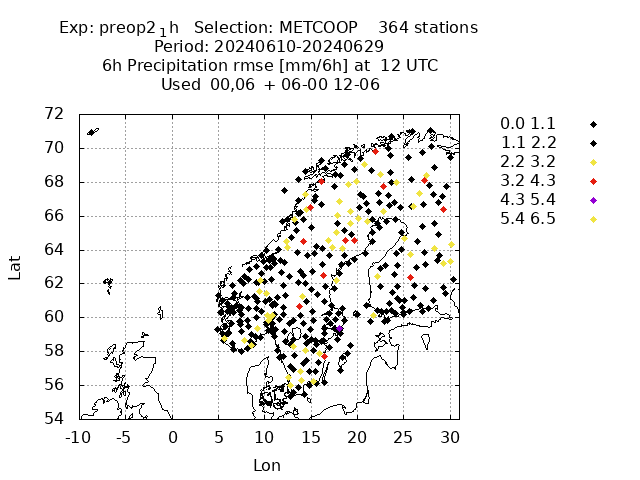 Exp: preop2₁h Selection: METCOOP 364 stations
Period: 20240610-20240629
6h Precipitation rmse [mm/6h] at 12 UTC
Used 00,06 + 06-00 12-06
72
70
68
66
64
62
60
58
56
54
Lat
-10 -5 0 5 10 15 20 25 30
Lon
0.0 1.1
1.1 2.2
2.2 3.2
3.2 4.3
4.3 5.4
5.4 6.5